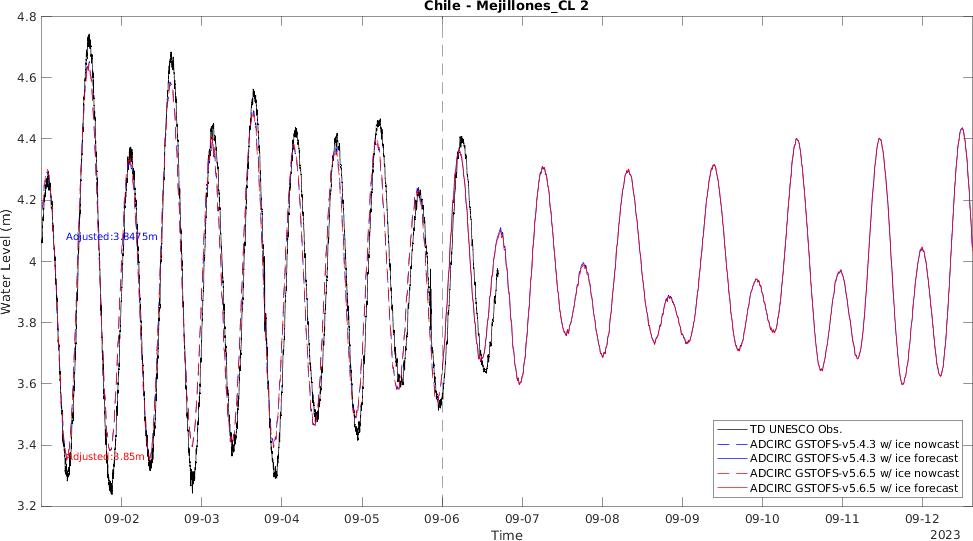 Chile - Mejillones_CL 2
4.8
4.6
4.4
4.2
4
3.8
3.6
3.4
3.2
Water Level (m)
Adjusted:3.8475m
Adjusted:3.85m
TD UNESCO Obs.
ADCIRC GSTOFS-v5.4.3 w/ ice nowcast
ADCIRC GSTOFS-v5.4.3 w/ ice forecast
ADCIRC GSTOFS-v5.6.5 w/ ice nowcast
ADCIRC GSTOFS-v5.6.5 w/ ice forecast
09-02 09-03 09-04 09-05 09-06 09-07 09-08 09-09 09-10 09-11 09-12
Time
2023